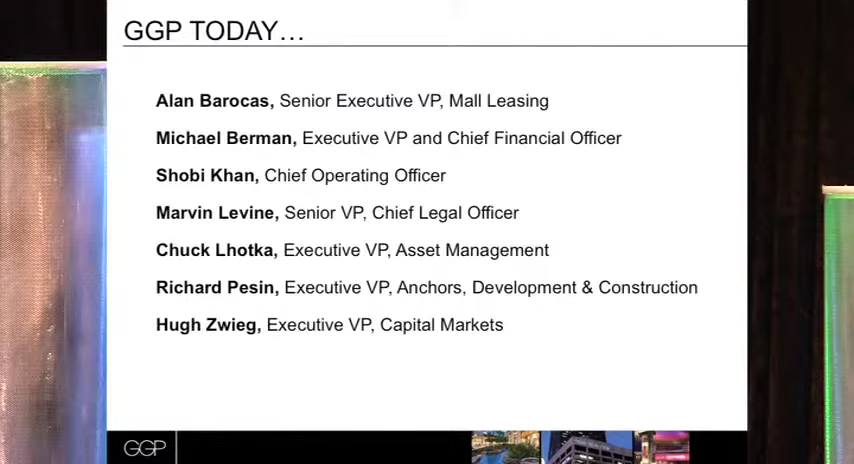 GGP TODAY…
Alan Barocas, Senior Executive VP, Mall Leasing
Michael Berman, Executive VP and Chief Financial Officer
Shobi Khan, Chief Operating Officer
Marvin Levine, Senior VP, Chief Legal Officer
Chuck Lhotka, Executive VP, Asset Management
Richard Pesin, Executive VP, Anchors, Development & Construction
Hugh Zwieg, Executive VP, Capital Markets
GGP